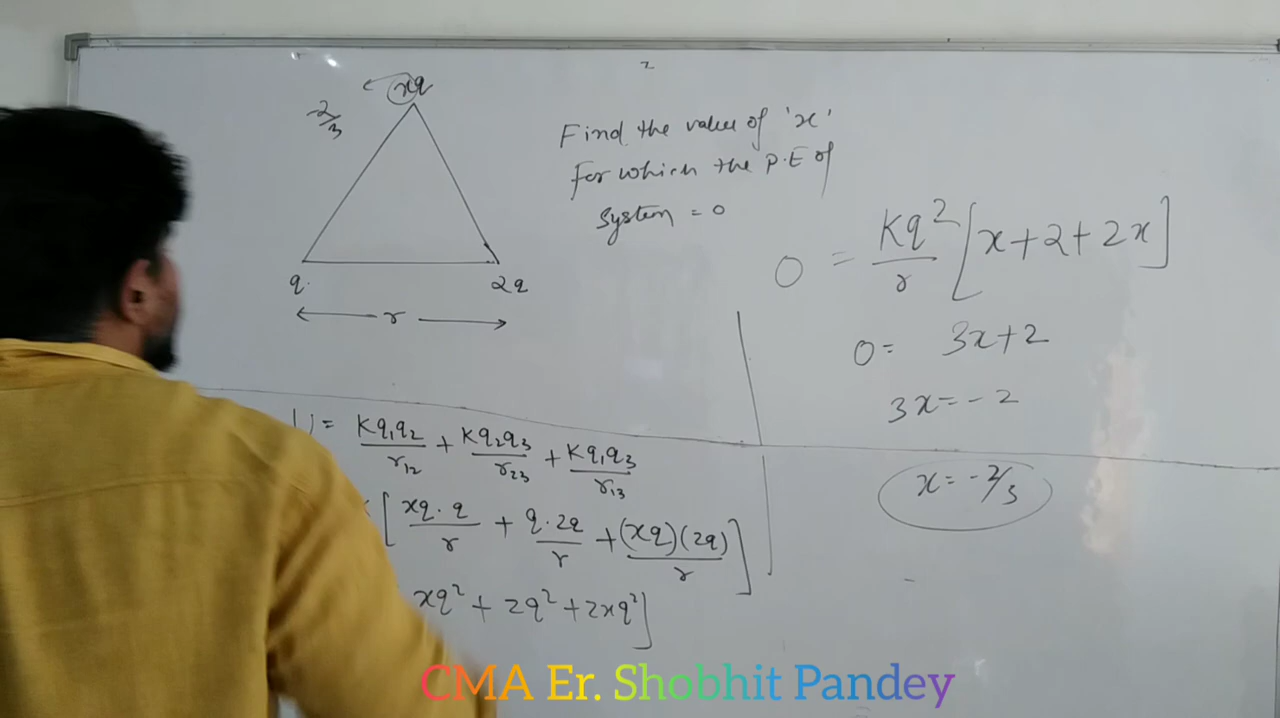 xq
-2/3
q.
2q
← r →
Find the value of 'x'
for which the P.E of
System = 0
U = Kq₁q₂/r₁₂ + Kq₂q₃/r₂₃ + Kq₁q₃/r₁₃
[xq · q/r + q · 2q/r + (xq)(2q)/r]
xq² + 2q² + 2xq²]
0 = Kq²/r [x+2+2x]
0 = 3x+2
3x = -2
x = -2/3
CMA Er. Shobhit Pandey